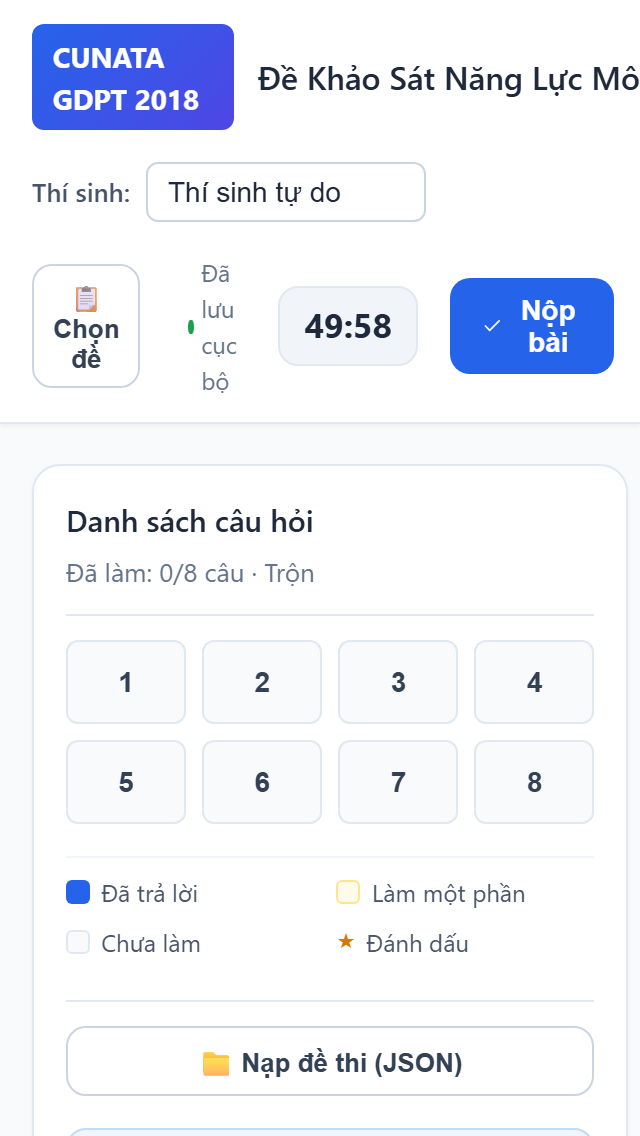 CUNATA
GDPT 2018
Đề Khảo Sát Năng Lực Mô
Thí sinh:
Thí sinh tự do
Chọn
đề
Đã
lưu
cục
bộ
49:58
Nộp
bài
Danh sách câu hỏi
Đã làm: 0/8 câu · Trộn
1
2
3
4
5
6
7
8
Đã trả lời
Làm một phần
Chưa làm
Đánh dấu
Nạp đề thi (JSON)